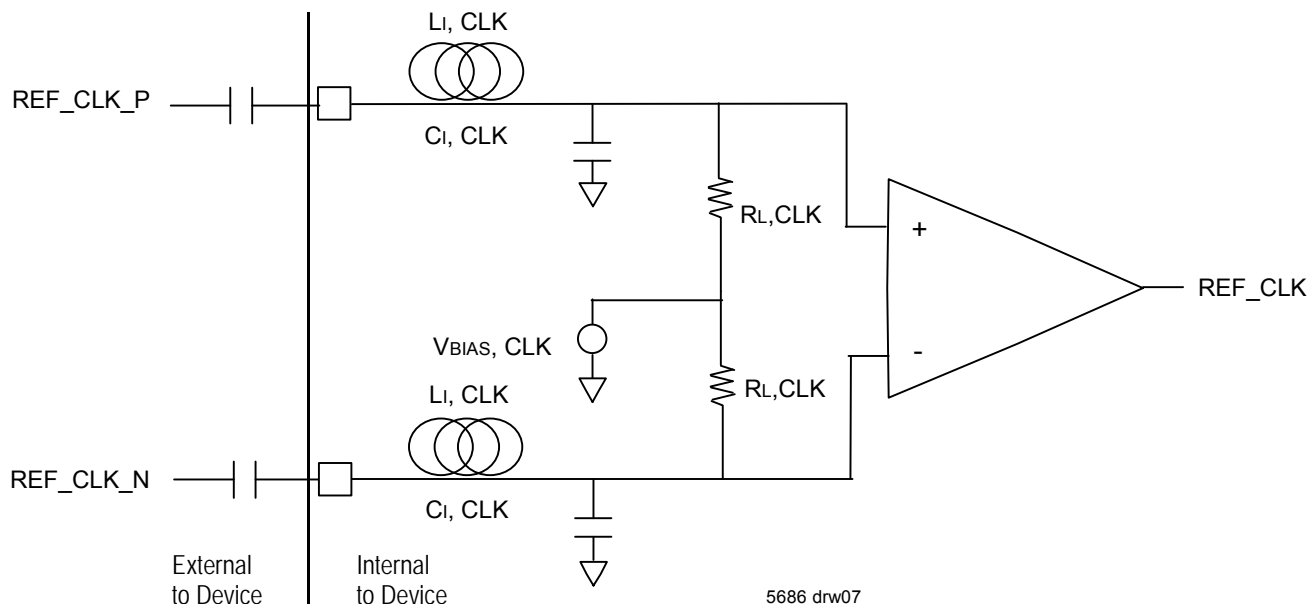 LI, CLK
REF_CLK_P
CI, CLK
RL,CLK
+
REF_CLK
VBIAS, CLK
-
RL,CLK
LI, CLK
REF_CLK_N
CI, CLK
External
to Device
Internal
to Device
5686 drw07